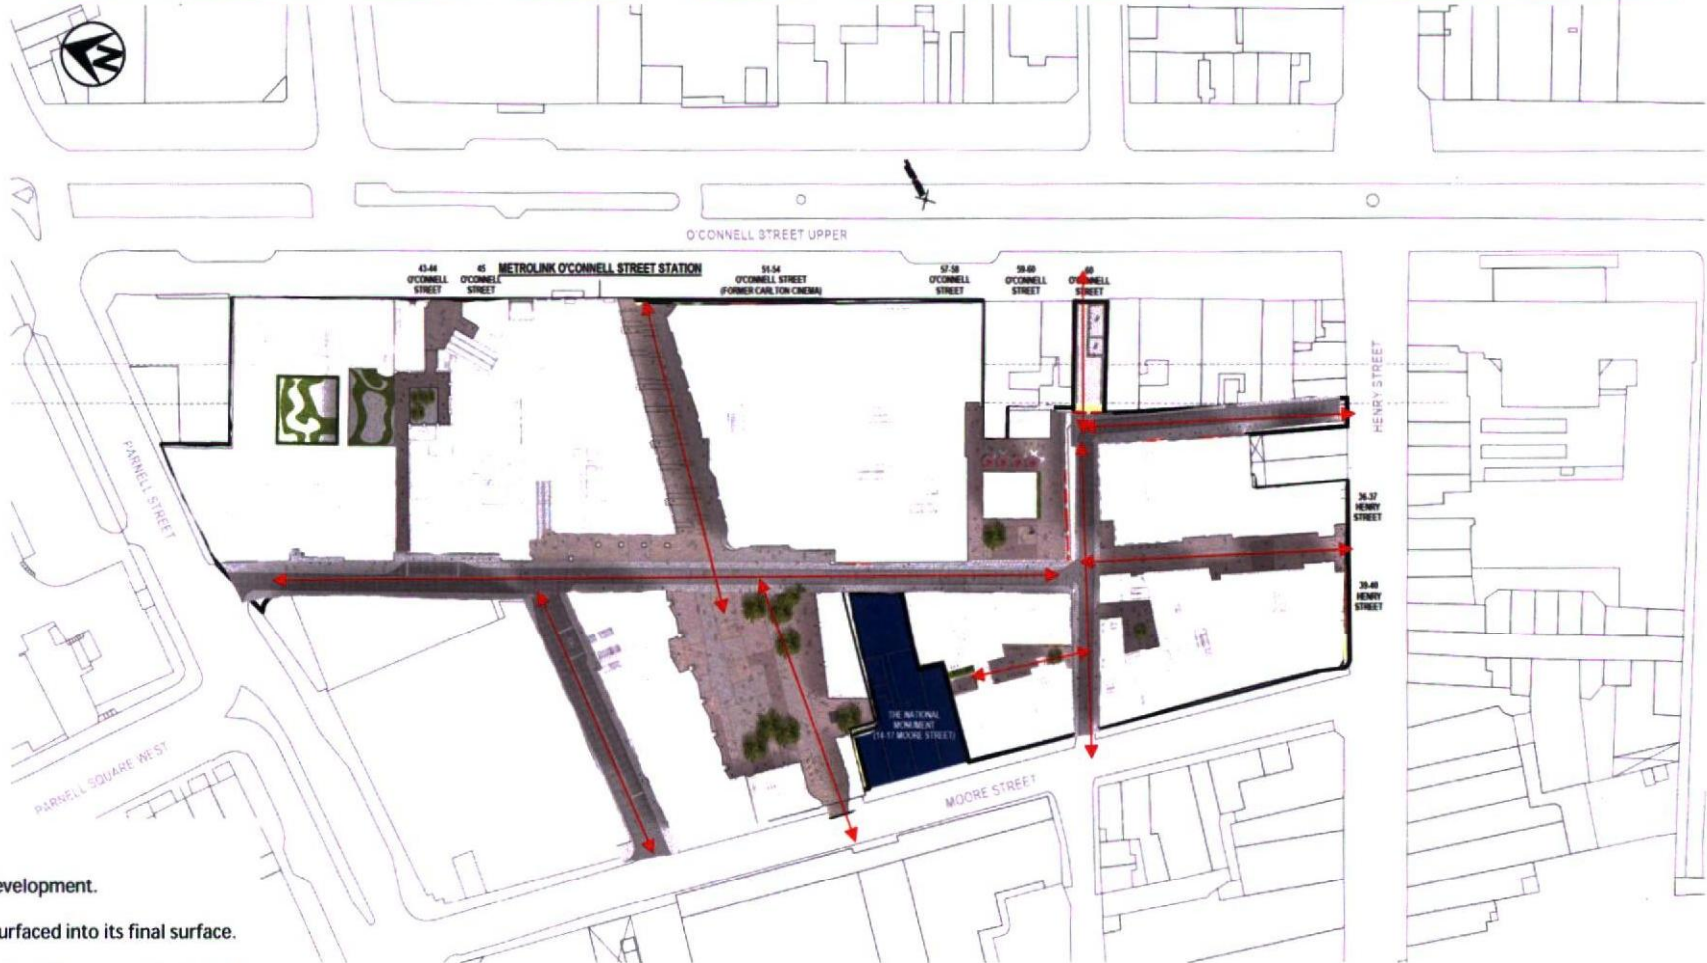 N
O'CONNELL STREET UPPER
43-44
O'CONNELL
STREET
45
O'CONNELL
STREET
METROLINK O'CONNELL STREET STATION
51-54
O'CONNELL STREET
(FORMER CARLTON CINEMA)
57-58
O'CONNELL
STREET
59-60
O'CONNELL
STREET
60
O'CONNELL
STREET
HENRY STREET
PARNELL STREET
36-37
HENRY
STREET
39-40
HENRY
STREET
THE NATIONAL
MONUMENT
(14-17 MOORE STREET)
MOORE STREET
PARNELL SQUARE WEST
evelopment.
urfaced into its final surface.